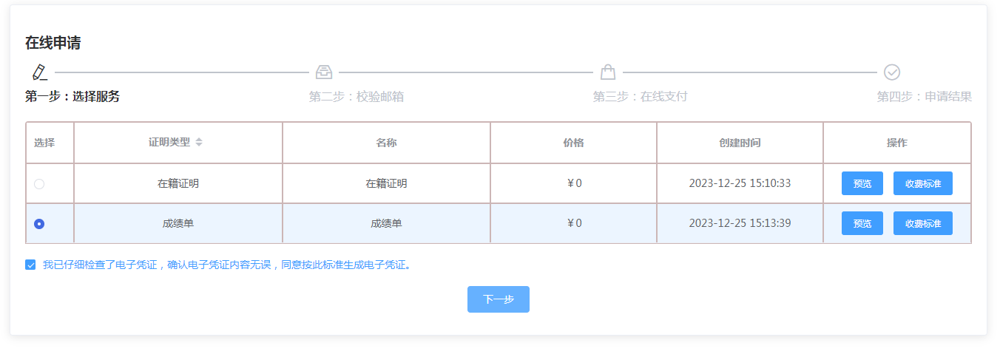 在线申请
第一步：选择服务 第二步：校验邮箱 第三步：在线支付 第四步：申请结果
选择 证明类型 名称 价格 创建时间 操作
在籍证明 在籍证明 ￥0 2023-12-25 15:10:33 预览 收费标准
成绩单 成绩单 ￥0 2023-12-25 15:13:39 预览 收费标准
我已仔细检查了电子凭证，确认电子凭证内容无误，同意按此标准生成电子凭证。
下一步